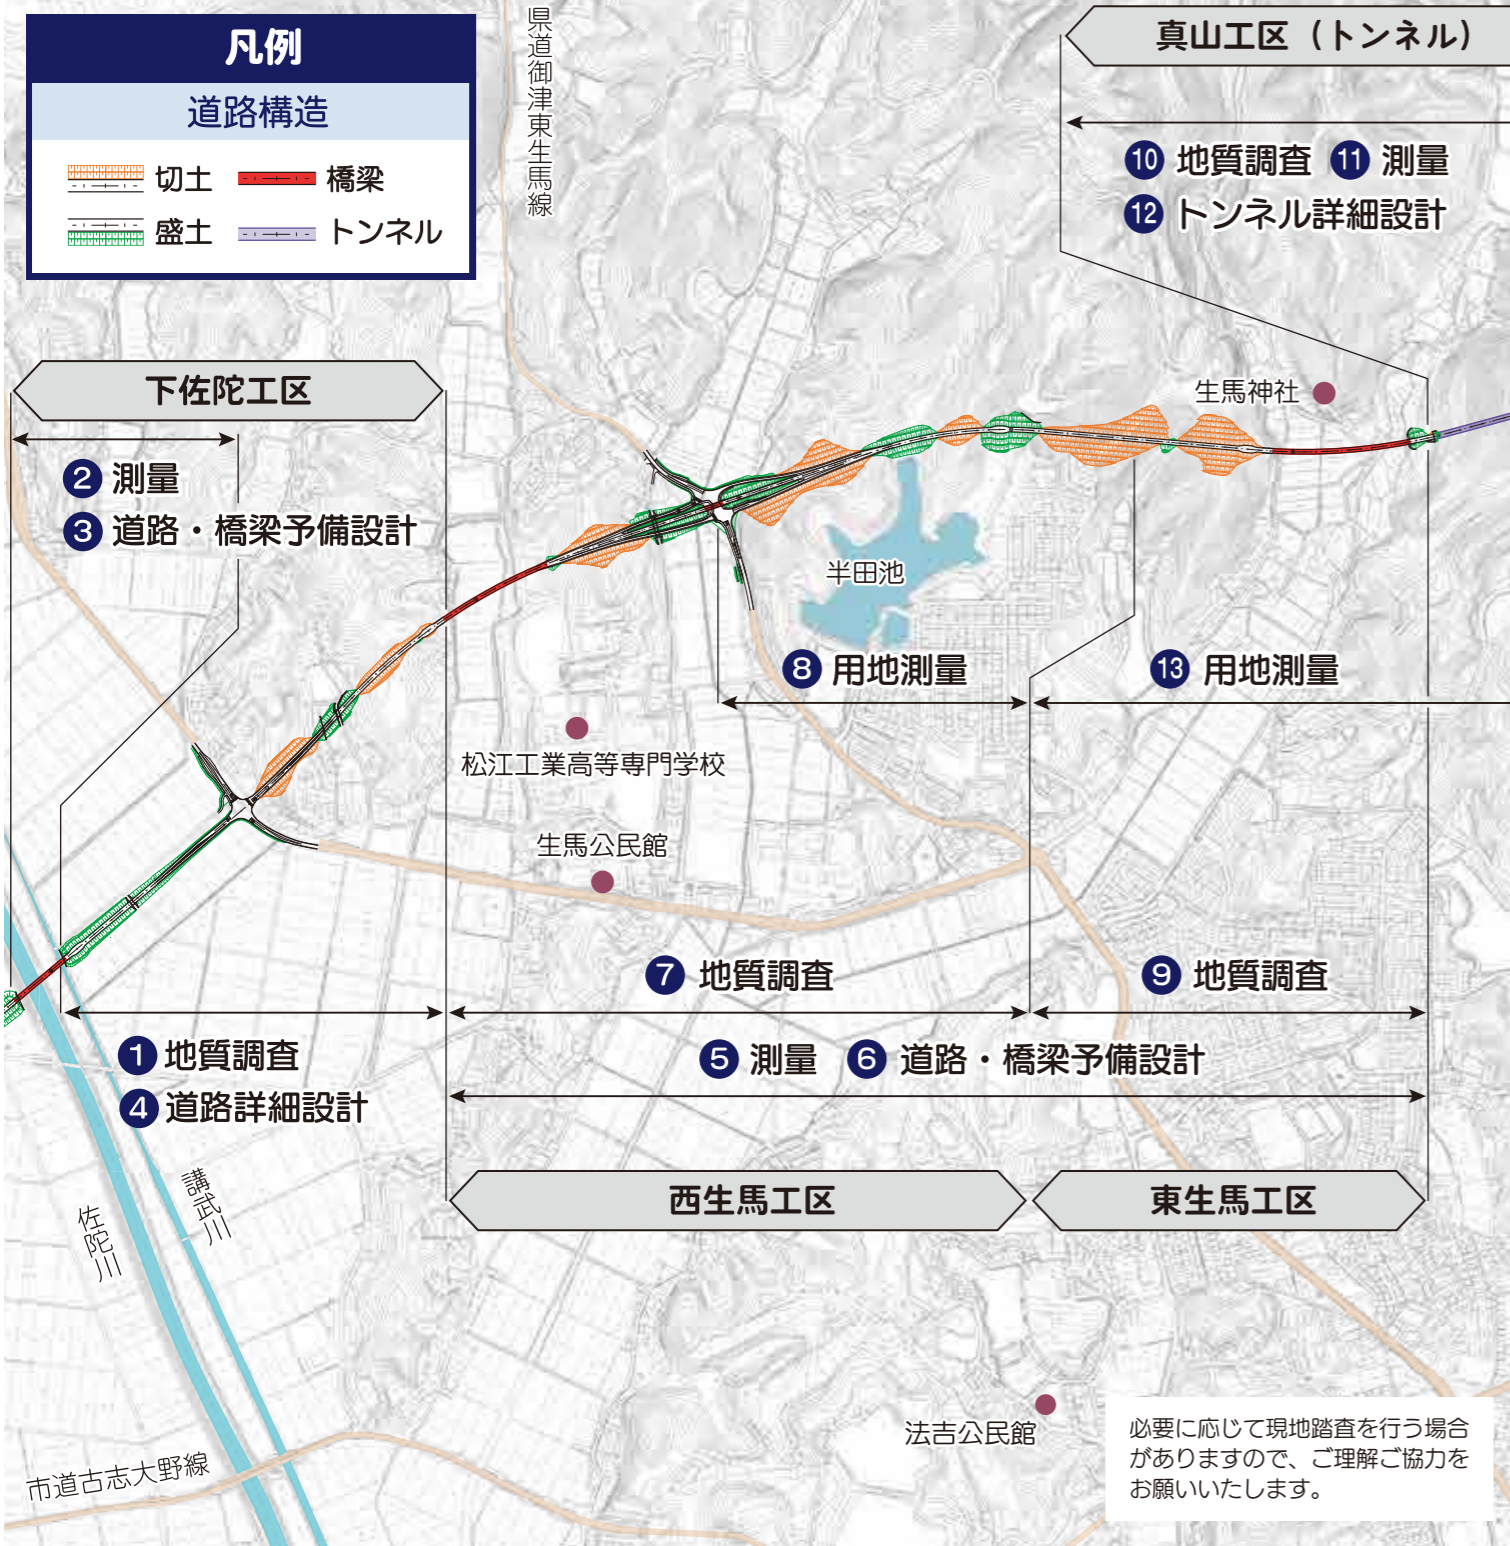 凡例
道路構造
切土 橋梁
盛土 トンネル
県道御津東生馬線
真山工区（トンネル）
⑩ 地質調査 ⑪ 測量
⑫ トンネル詳細設計
下佐陀工区
② 測量
③ 道路・橋梁予備設計
生馬神社
半田池
⑧ 用地測量
⑬ 用地測量
松江工業高等専門学校
生馬公民館
⑦ 地質調査
⑨ 地質調査
① 地質調査
④ 道路詳細設計
⑤ 測量 ⑥ 道路・橋梁予備設計
講武川
佐陀川
西生馬工区
東生馬工区
法吉公民館
市道古志大野線
必要に応じて現地踏査を行う場合
がありますので、ご理解ご協力を
お願いいたします。